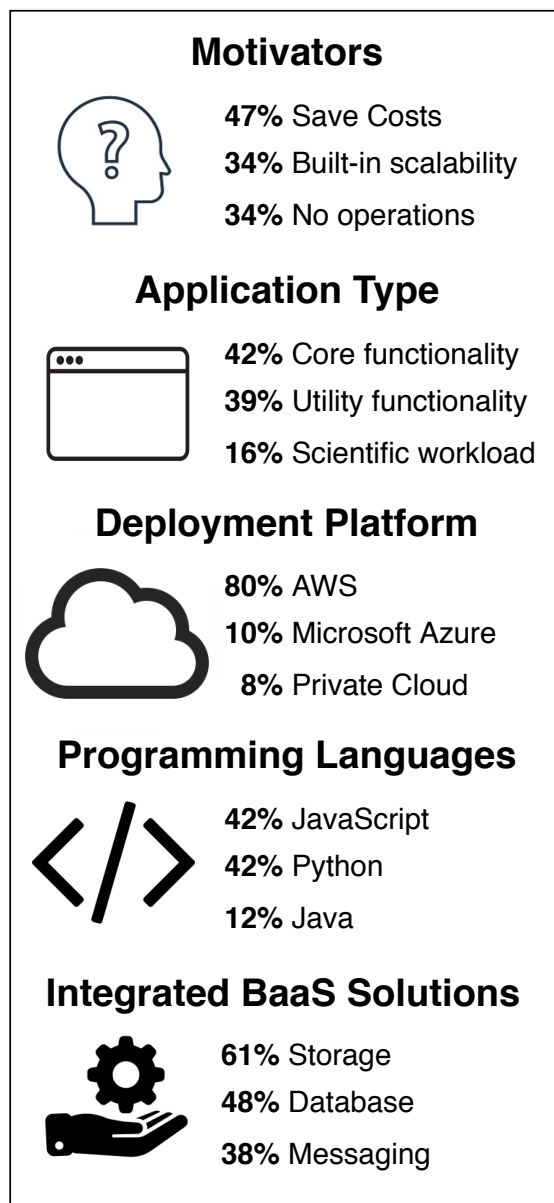 Motivators
?
47% Save Costs
34% Built-in scalability
34% No operations
Application Type
42% Core functionality
39% Utility functionality
16% Scientific workload
Deployment Platform
80% AWS
10% Microsoft Azure
8% Private Cloud
Programming Languages
</>
42% JavaScript
42% Python
12% Java
Integrated BaaS Solutions
61% Storage
48% Database
38% Messaging